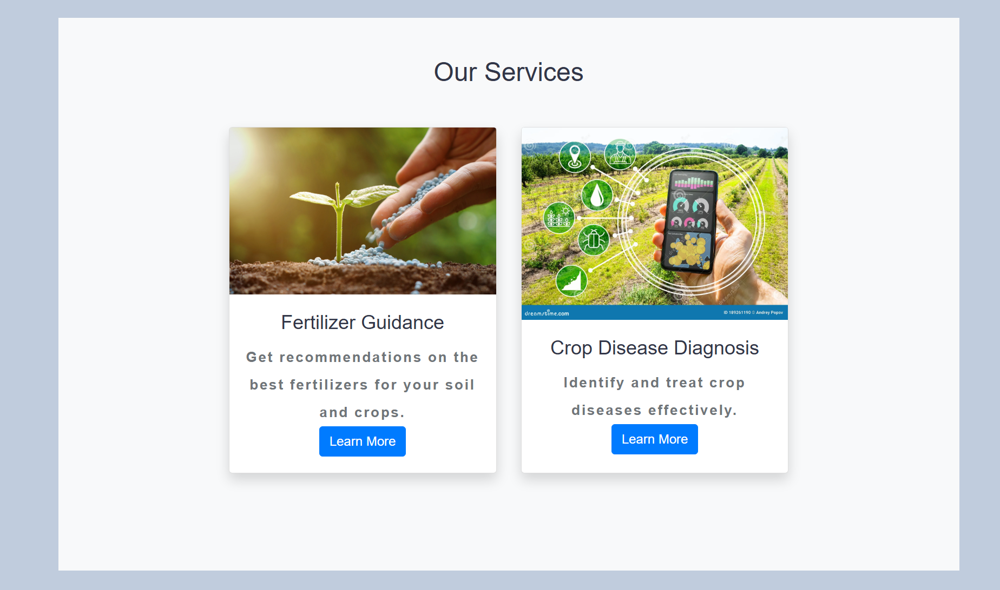 Our Services
Fertilizer Guidance
Get recommendations on the
best fertilizers for your soil
and crops.
Learn More
dreamstime.com
ID 189261190 © Andrey Popov
Crop Disease Diagnosis
Identify and treat crop
diseases effectively.
Learn More